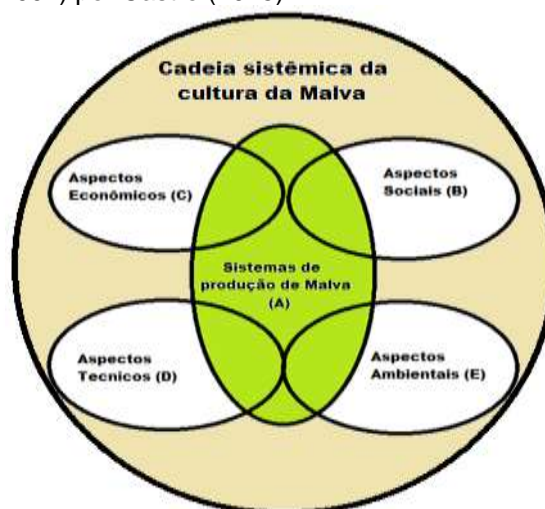 Cadeia sistêmica da
cultura da Malva
Aspectos
Econômicos (C)
Aspectos
Sociais (B)
Sistemas de
produção de Malva
(A)
Aspectos
Tecnicos (D)
Aspectos
Ambientais (E)